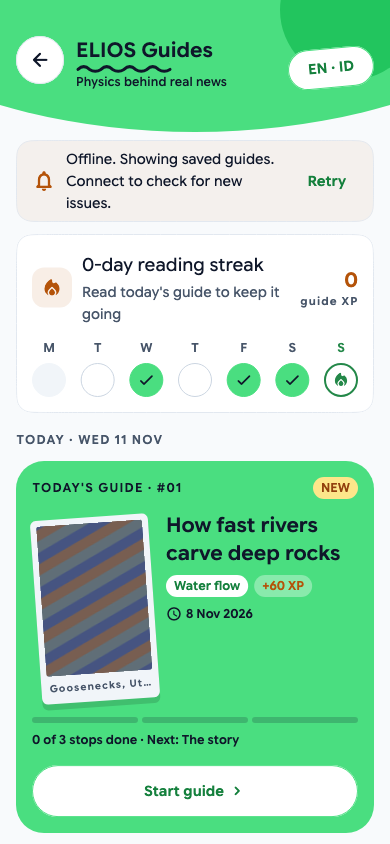 ELIOS Guides
Physics behind real news
EN · ID
Offline. Showing saved guides.
Connect to check for new
issues.
Retry
0-day reading streak
Read today's guide to keep it
going
0
guide XP
M T W T F S S
TODAY · WED 11 NOV
TODAY'S GUIDE · #01
NEW
How fast rivers
carve deep rocks
Water flow
+60 XP
8 Nov 2026
Goosenecks, Ut...
0 of 3 stops done · Next: The story
Start guide